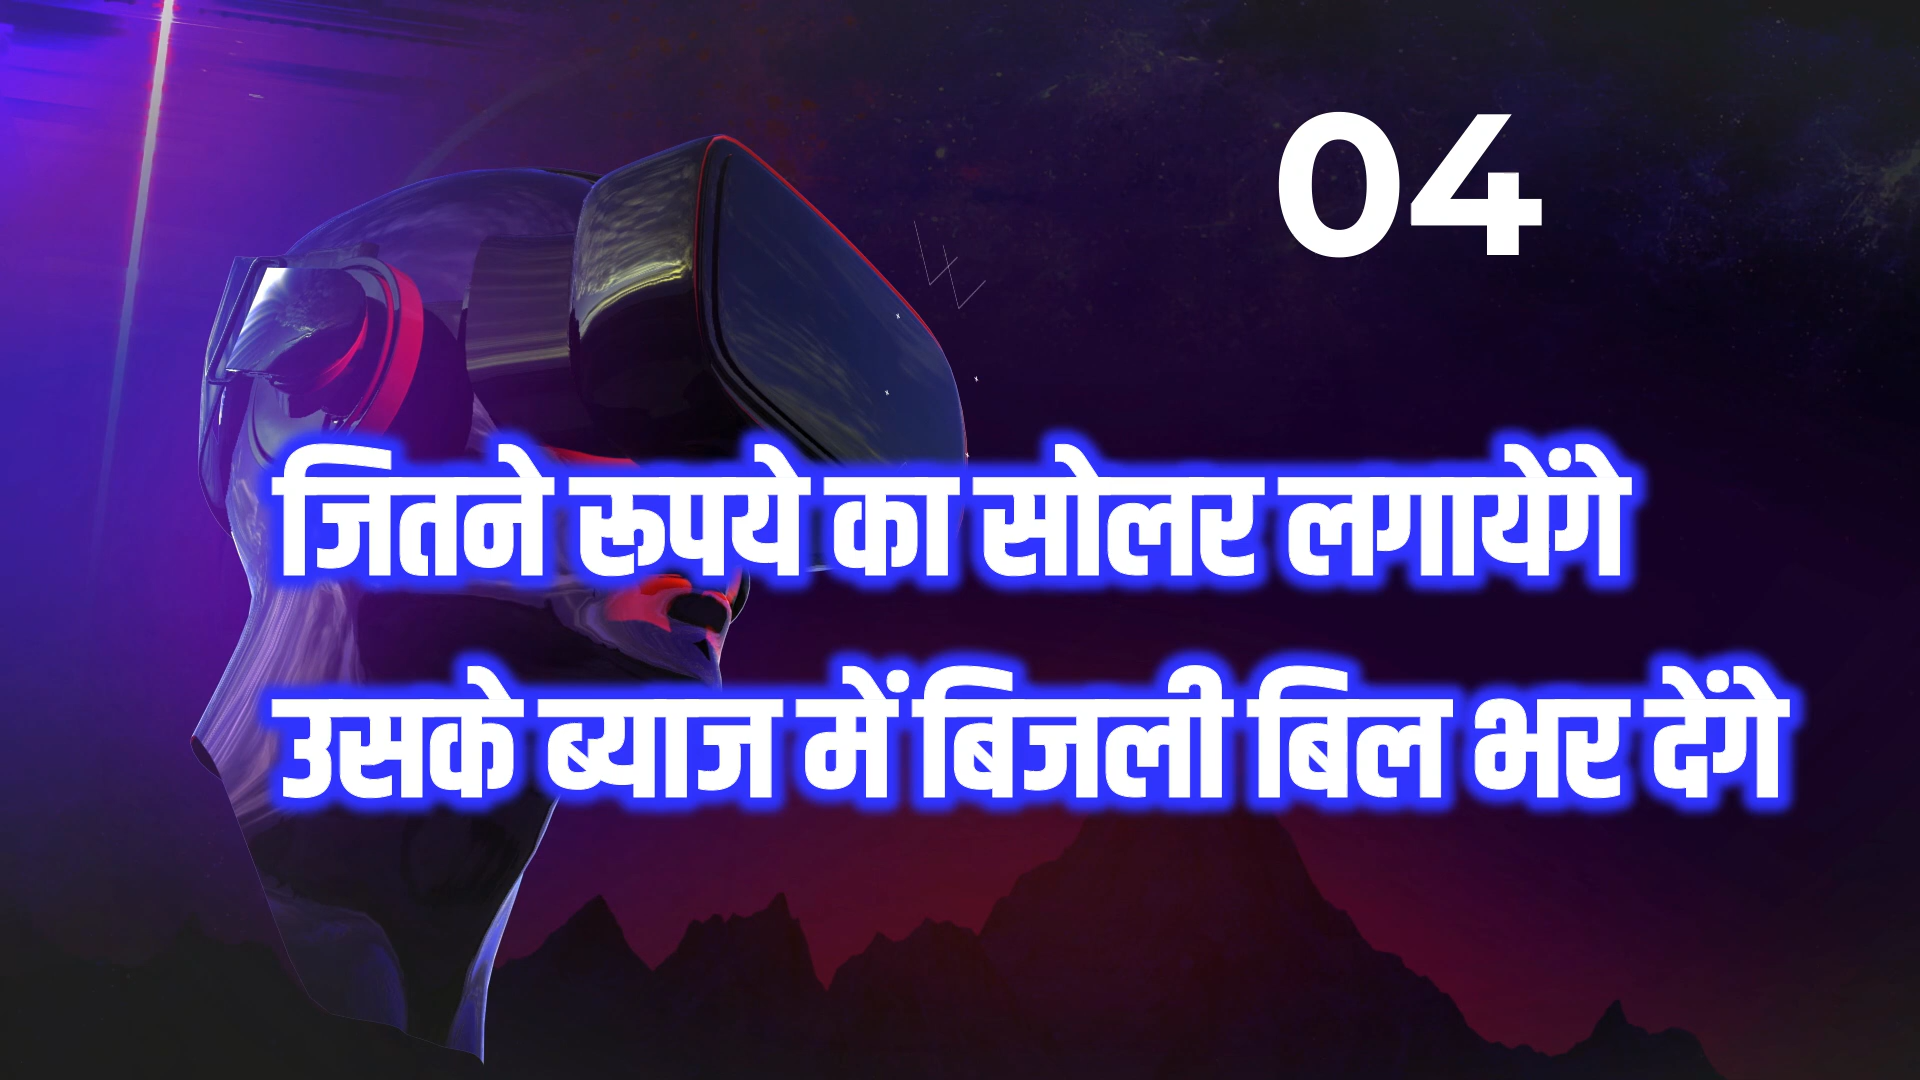 04
जितने रूपये का सोलर लगायेंगे
उसके ब्याज में बिजली बिल भर देंगे